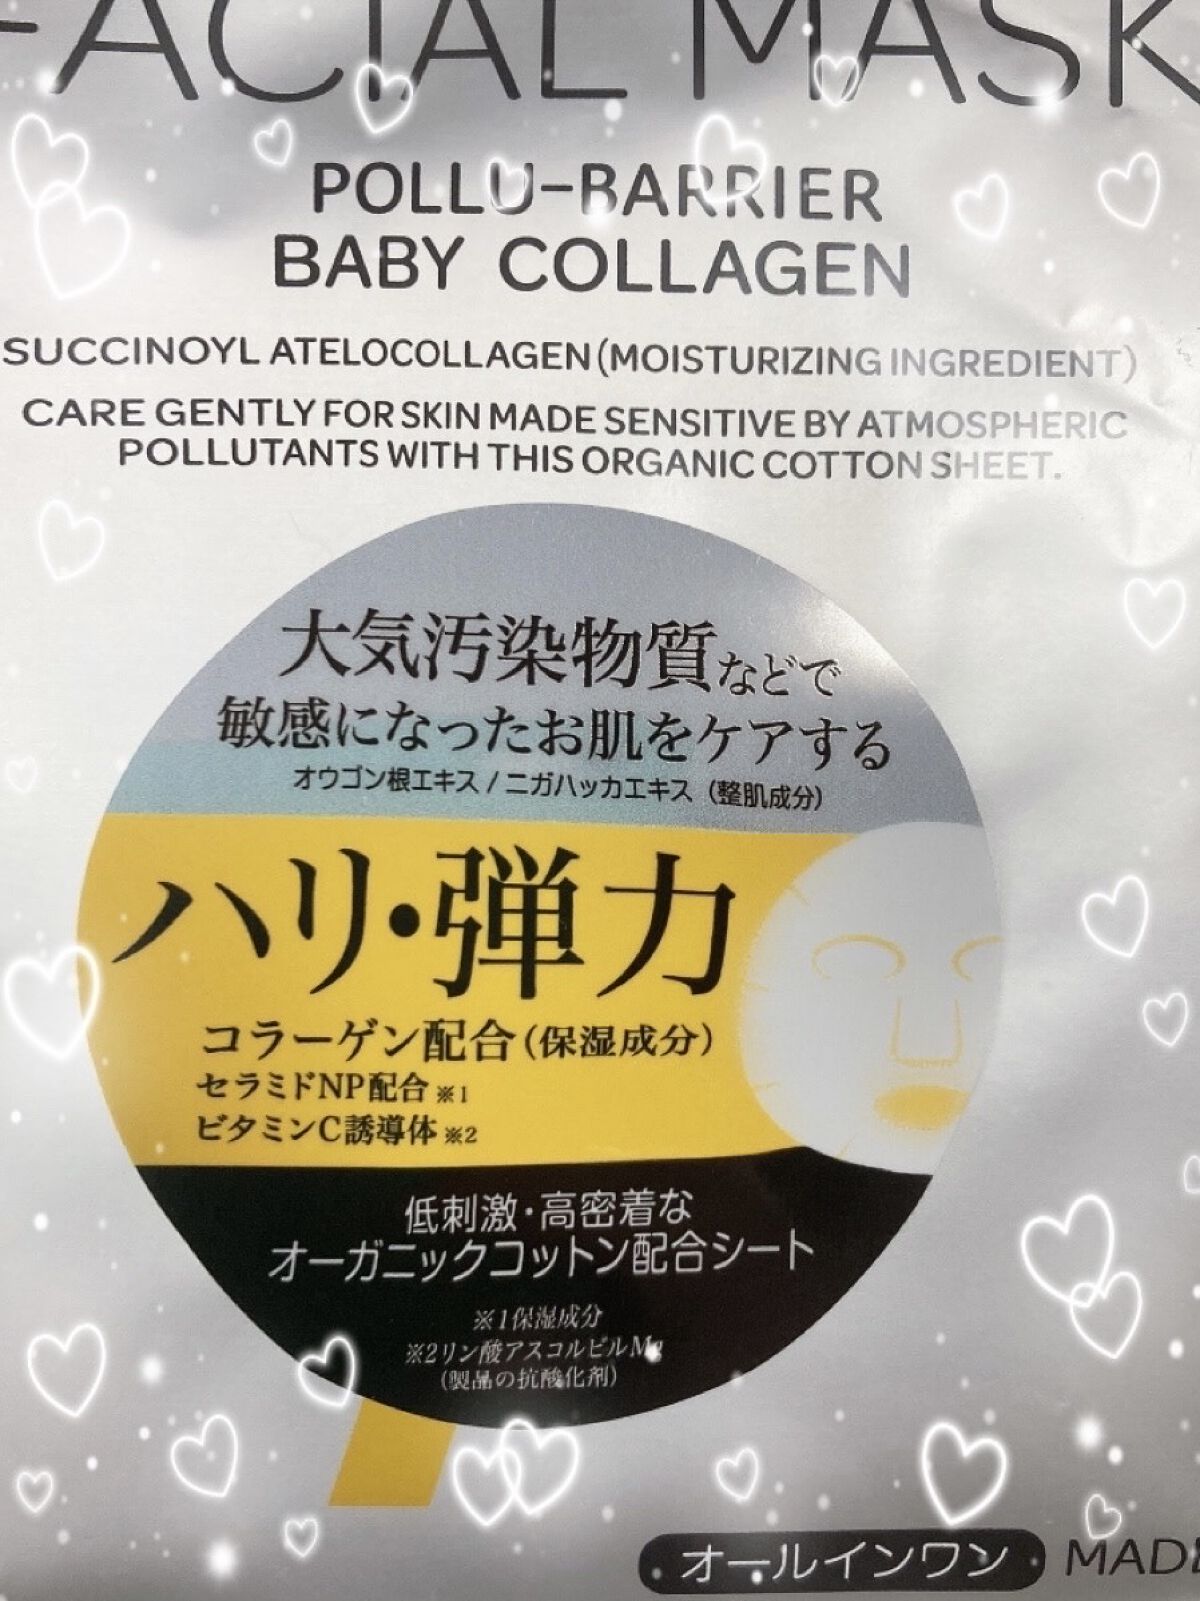 FACIAL MASK
POLLU-BARRIER
BABY COLLAGEN
SUCCINOYL ATELOCOLLAGEN (MOISTURIZING INGREDIENT)
CARE GENTLY FOR SKIN MADE SENSITIVE BY ATMOSPHERIC
POLLUTANTS WITH THIS ORGANIC COTTON SHEET.
大気汚染物質などで
敏感になったお肌をケアする
オウゴン根エキス / ニガハッカエキス (整肌成分)
ハリ・弾力
コラーゲン配合(保湿成分)
セラミドNP配合 ※1
ビタミンC誘導体 ※2
低刺激・高密着な
オーガニックコットン配合シート
※1保湿成分
※2リン酸アスコルビルMg
(製品の抗酸化剤)
オールインワン MADE